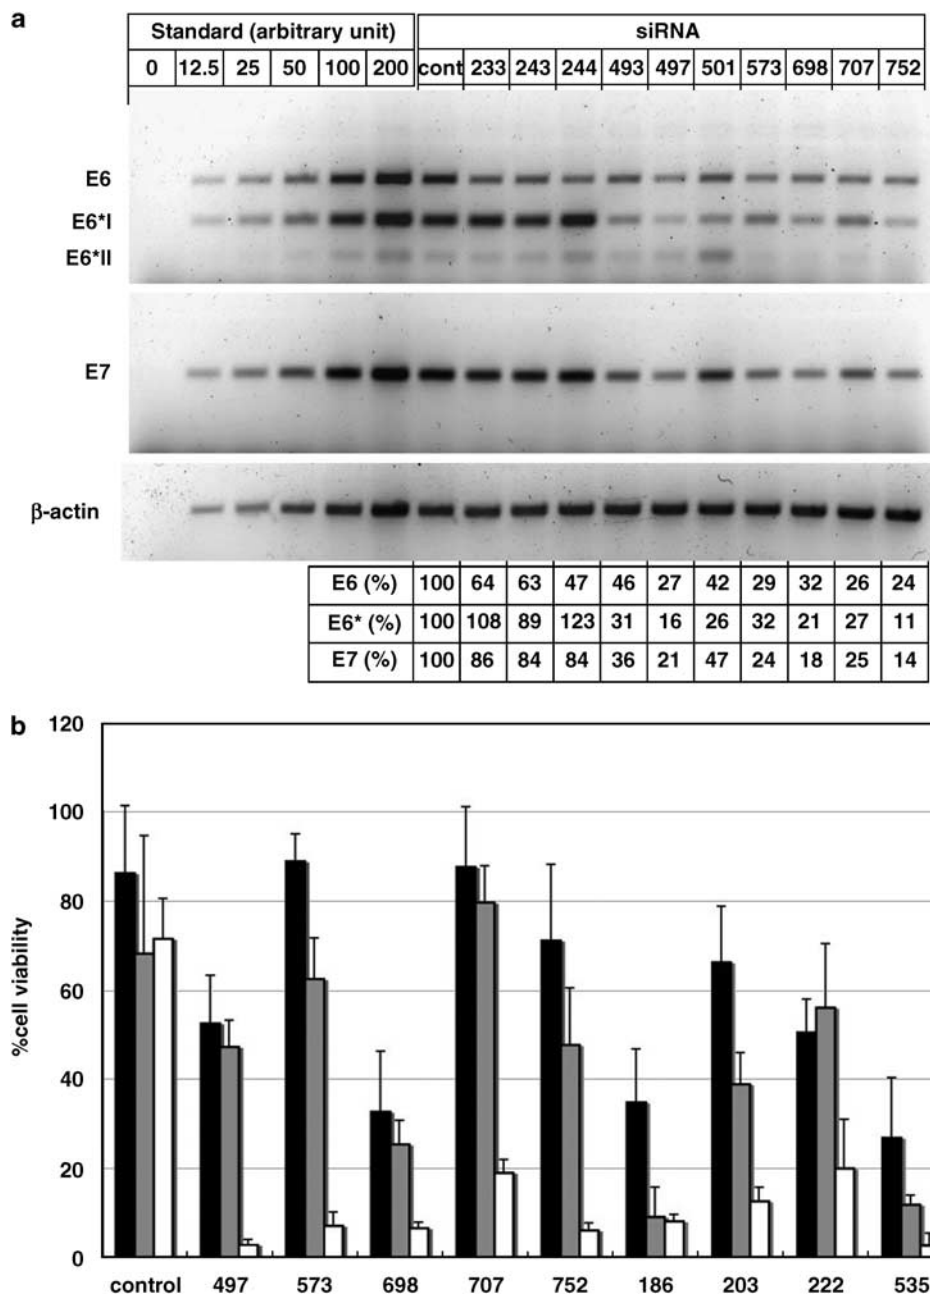 a
Standard (arbitrary unit) siRNA
0 12.5 25 50 100 200 cont 233 243 244 493 497 501 573 698 707 752
E6
E6*I
E6*II
E7
β-actin
E6 (%) 100 64 63 47 46 27 42 29 32 26 24
E6* (%) 100 108 89 123 31 16 26 32 21 27 11
E7 (%) 100 86 84 84 36 21 47 24 18 25 14
b
120
100
80
60
40
20
0
%cell viability
control 497 573 698 707 752 186 203 222 535